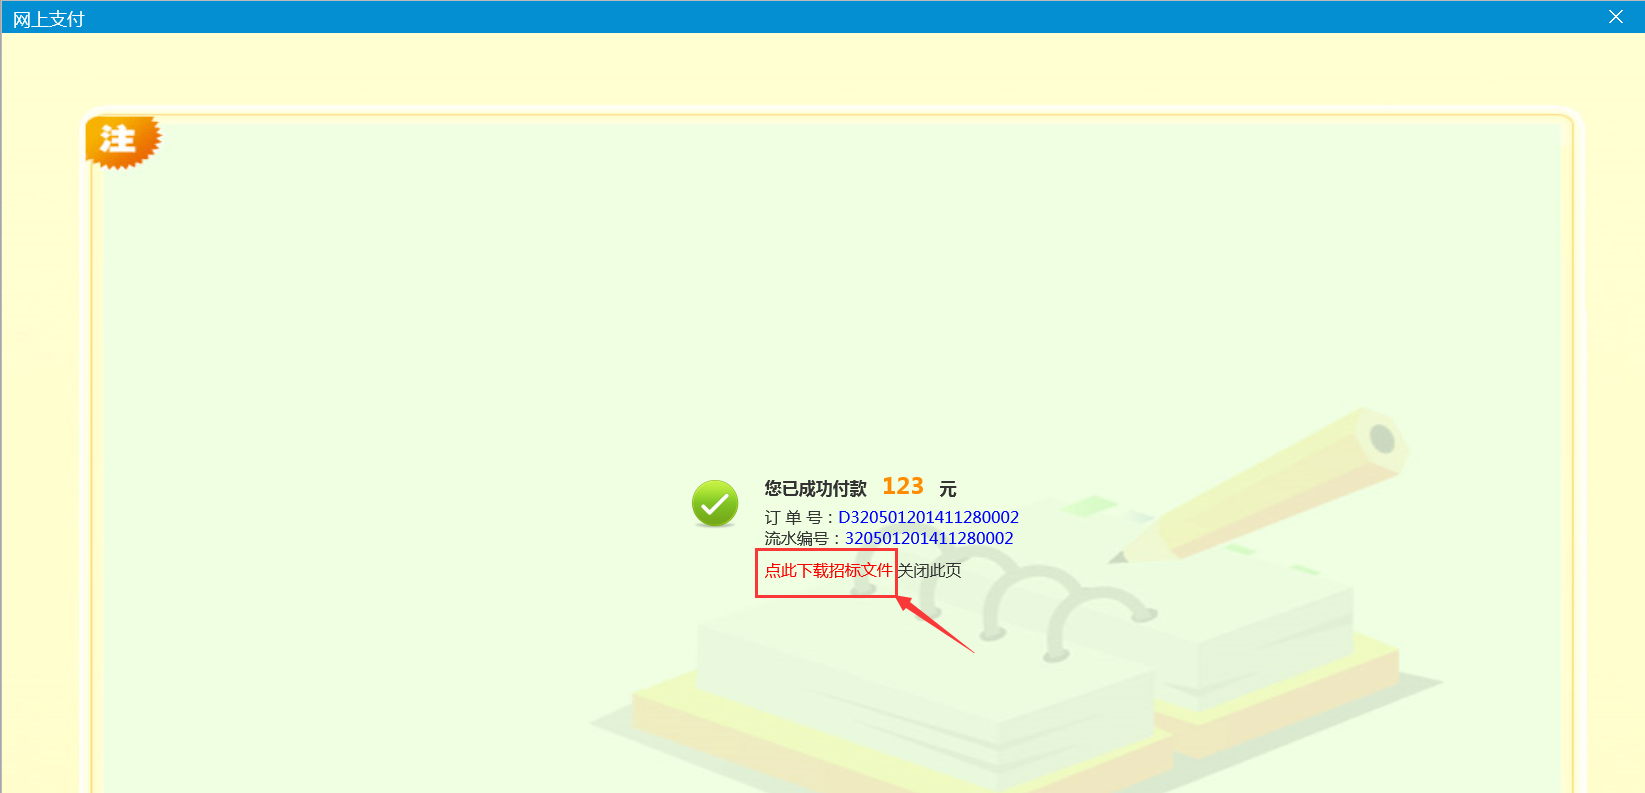 网上支付
注
您已成功付款 123 元
订 单 号：D320501201411280002
流水编号：320501201411280002
点此下载招标文件 关闭此页